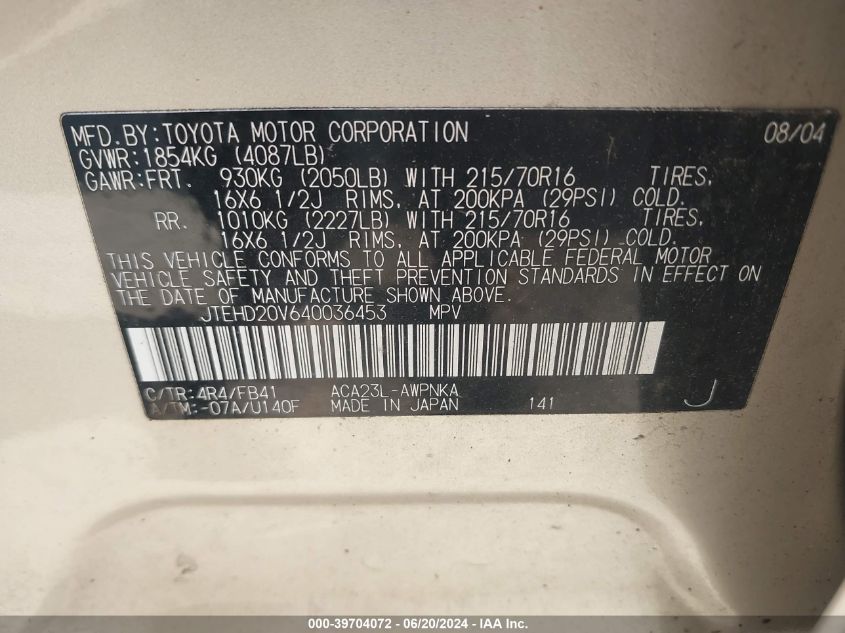 MFD. BY: TOYOTA MOTOR CORPORATION 08/04
GVWR: 1854KG (4087LB)
GAWR: FRT. 930KG (2050LB) WITH 215/70R16 TIRES,
16X6 1/2J RIMS, AT 200KPA (29PSI) COLD.
RR. 1010KG (2227LB) WITH 215/70R16 TIRES,
16X6 1/2J RIMS, AT 200KPA (29PSI) COLD.
THIS VEHICLE CONFORMS TO ALL APPLICABLE FEDERAL MOTOR
VEHICLE SAFETY AND THEFT PREVENTION STANDARDS IN EFFECT ON
THE DATE OF MANUFACTURE SHOWN ABOVE.
JTEHD20V640036453 MPV
C/TR: 4R4/FB41 ACA23L-AWPNKA
A/TM: -07A/U140F MADE IN JAPAN 141 J
000-39704072 - 06/20/2024 - IAA Inc.